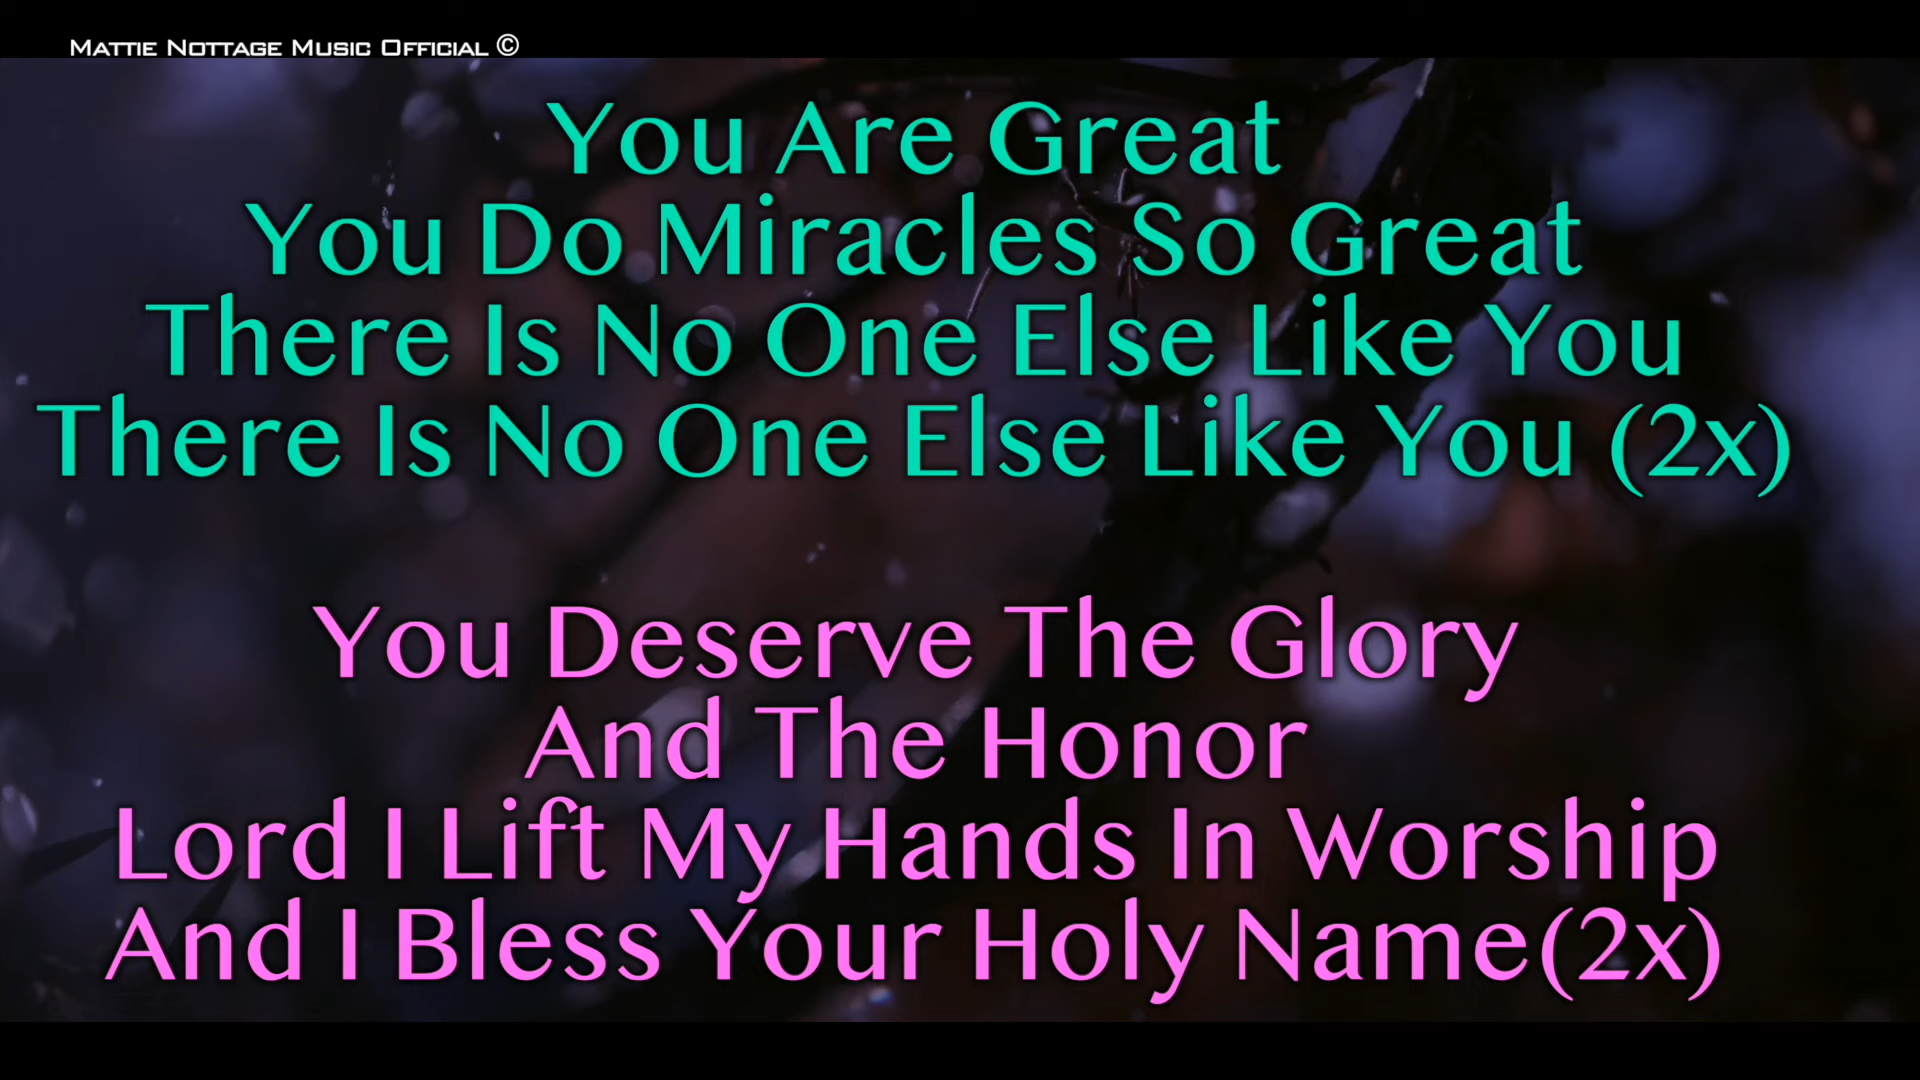 Mattie Nottage Music Official ©
You Are Great
You Do Miracles So Great
There Is No One Else Like You
There Is No One Else Like You (2x)
You Deserve The Glory
And The Honor
Lord I Lift My Hands In Worship
And I Bless Your Holy Name(2x)